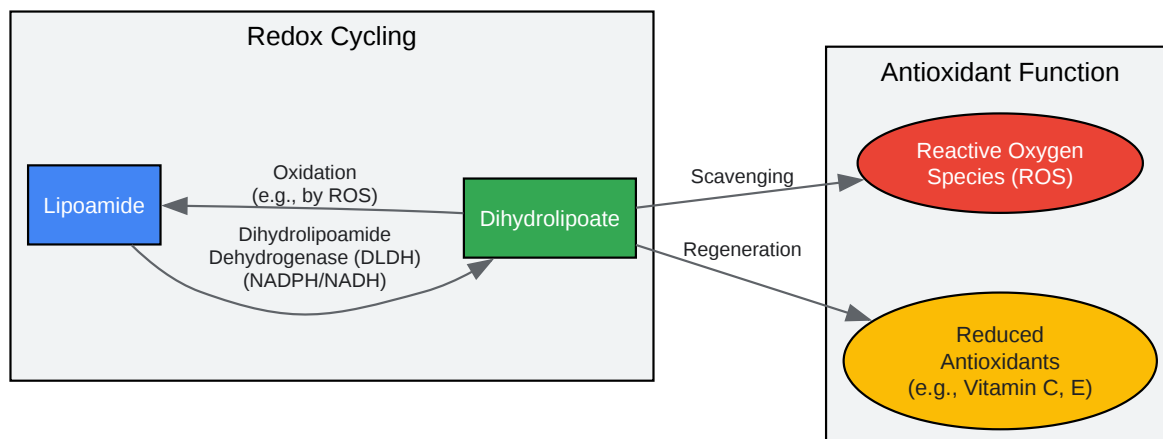 Redox Cycling
Lipoamide
Oxidation
(e.g., by ROS)
Dihydrolipoamide
Dehydrogenase (DLDH)
(NADPH/NADH)
Dihydrolipoate
Scavenging
Regeneration
Antioxidant Function
Reactive Oxygen
Species (ROS)
Reduced
Antioxidants
(e.g., Vitamin C, E)